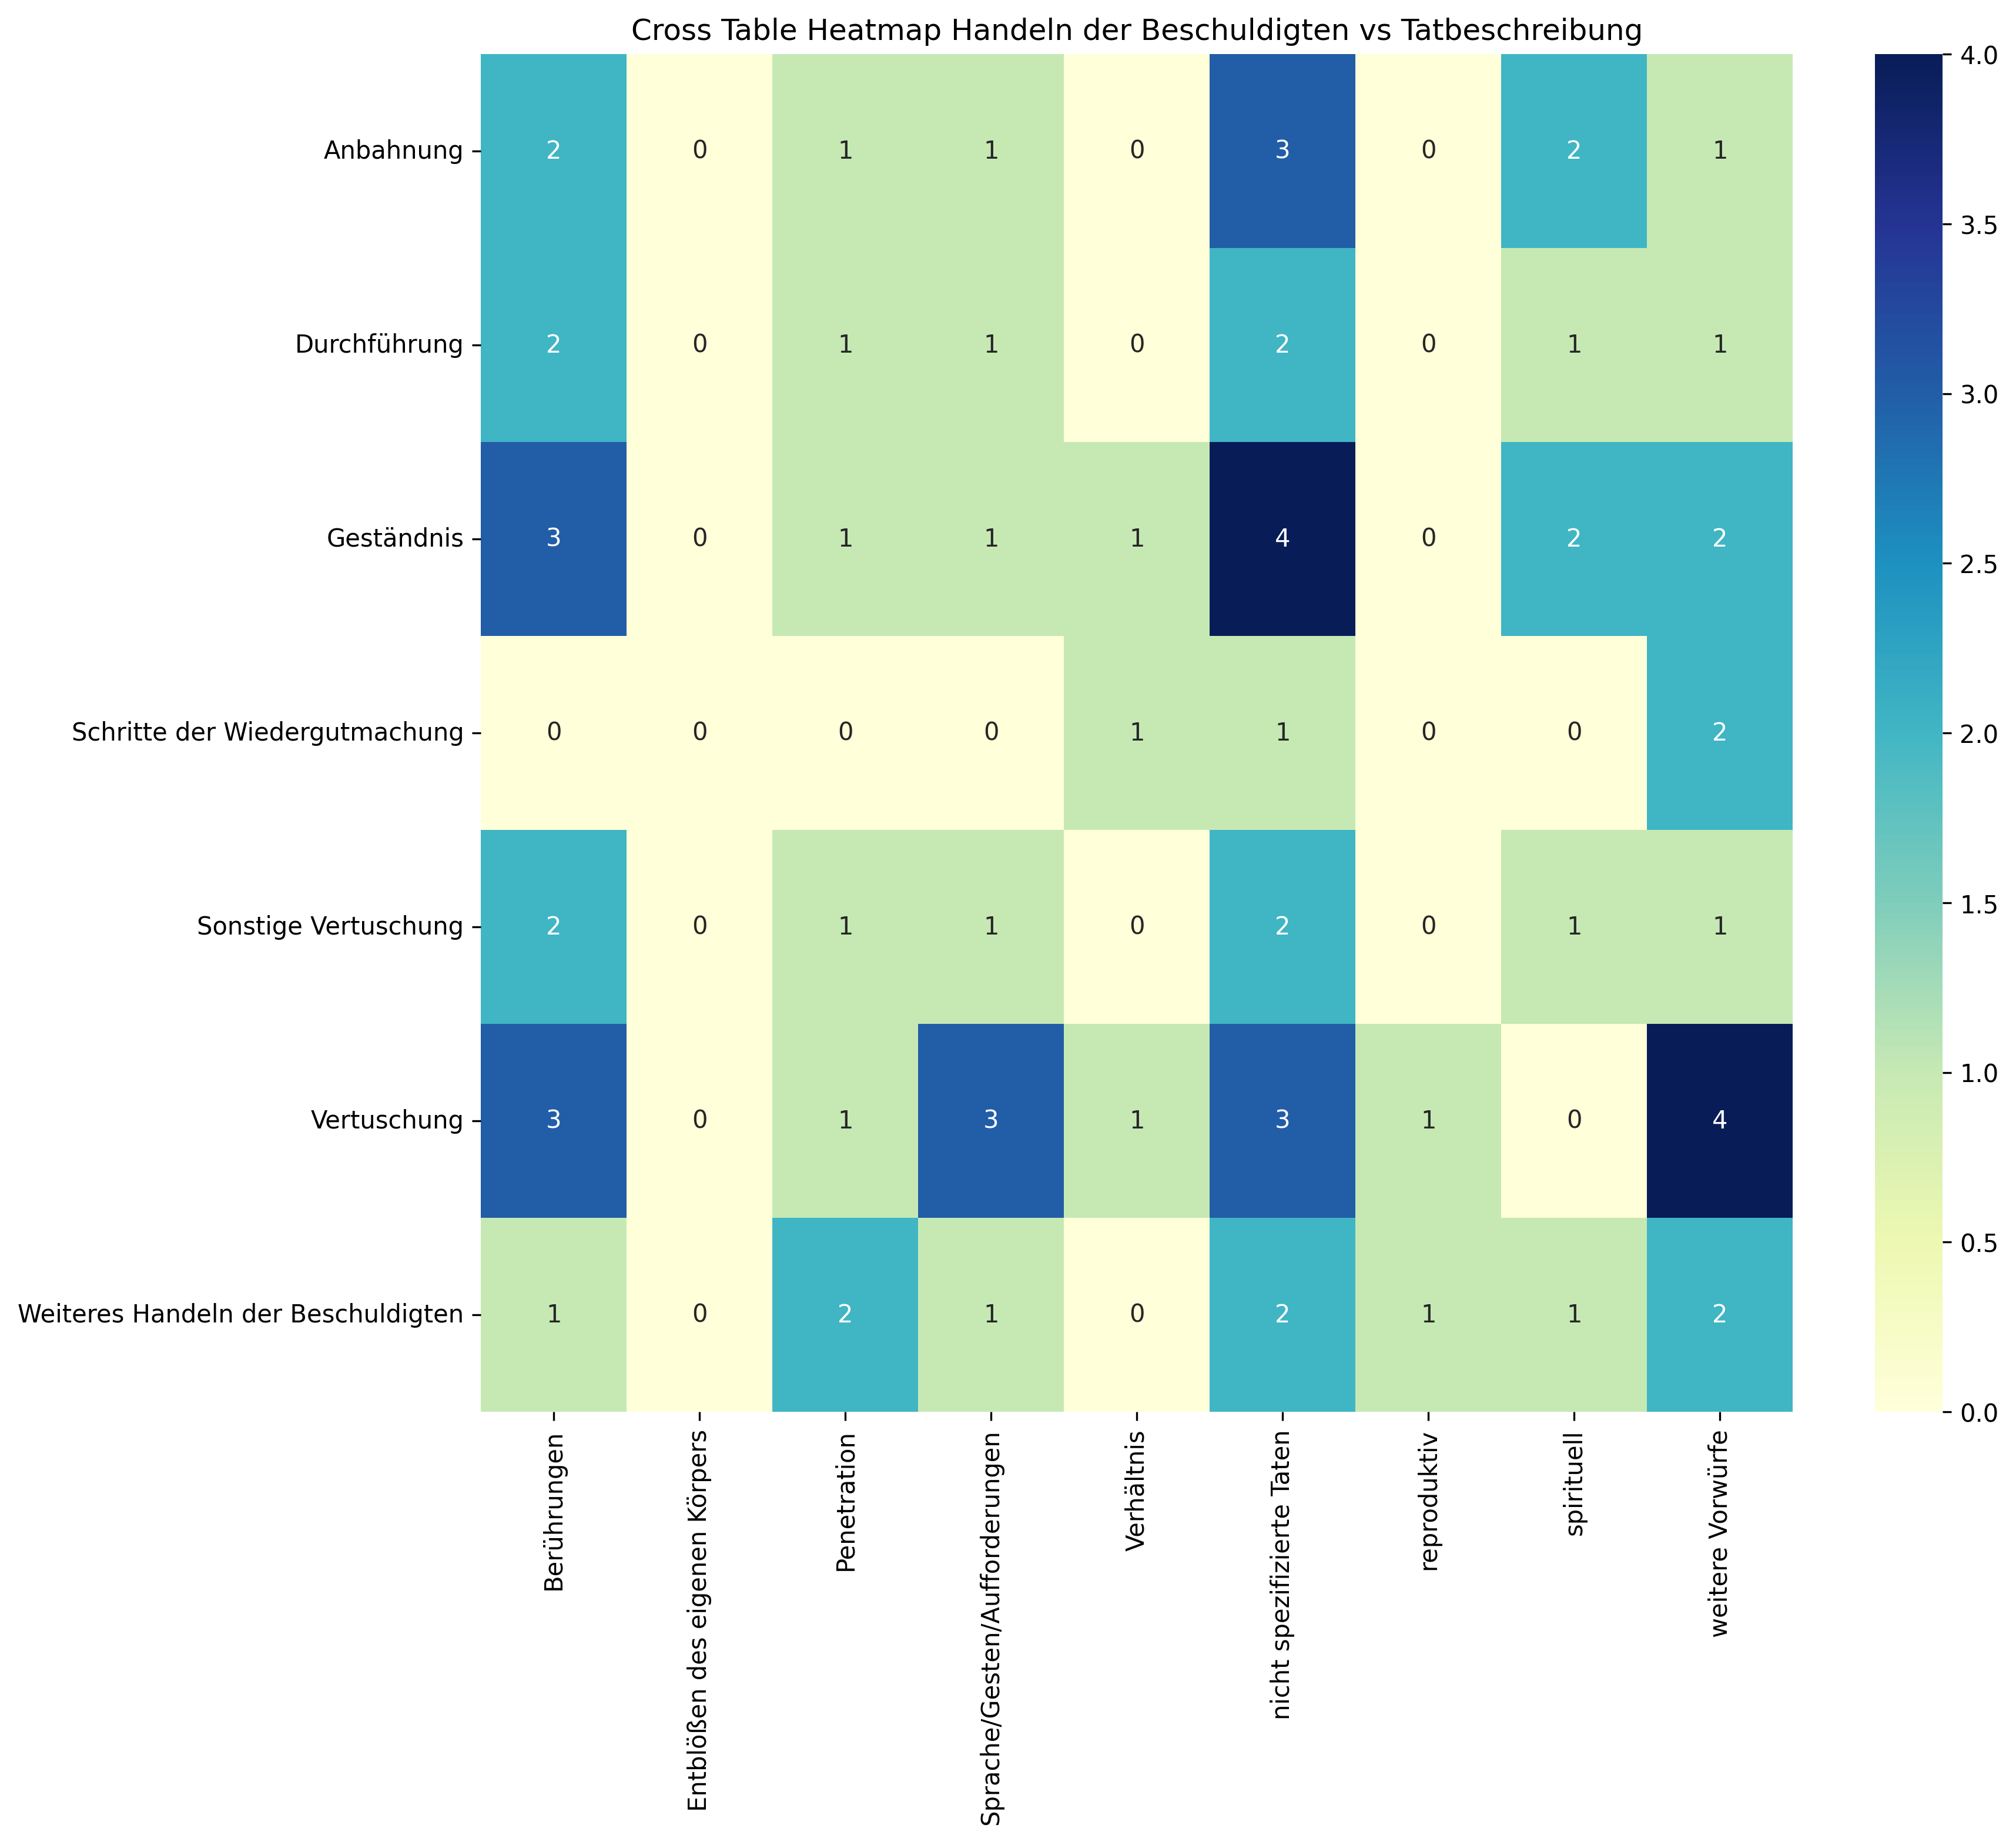 Cross Table Heatmap Handeln der Beschuldigten vs Tatbeschreibung
Anbahnung 2 0 1 1 0 3 0 2 1
Durchführung 2 0 1 1 0 2 0 1 1
Geständnis 3 0 1 1 1 4 0 2 2
Schritte der Wiedergutmachung 0 0 0 0 1 1 0 0 2
Sonstige Vertuschung 2 0 1 1 0 2 0 1 1
Vertuschung 3 0 1 3 1 3 1 0 4
Weiteres Handeln der Beschuldigten 1 0 2 1 0 2 1 1 2
Berührungen
Entblößen des eigenen Körpers
Penetration
Sprache/Gesten/Aufforderungen
Verhältnis
nicht spezifizierte Taten
reproduktiv
spirituell
weitere Vorwürfe
4.0
3.5
3.0
2.5
2.0
1.5
1.0
0.5
0.0